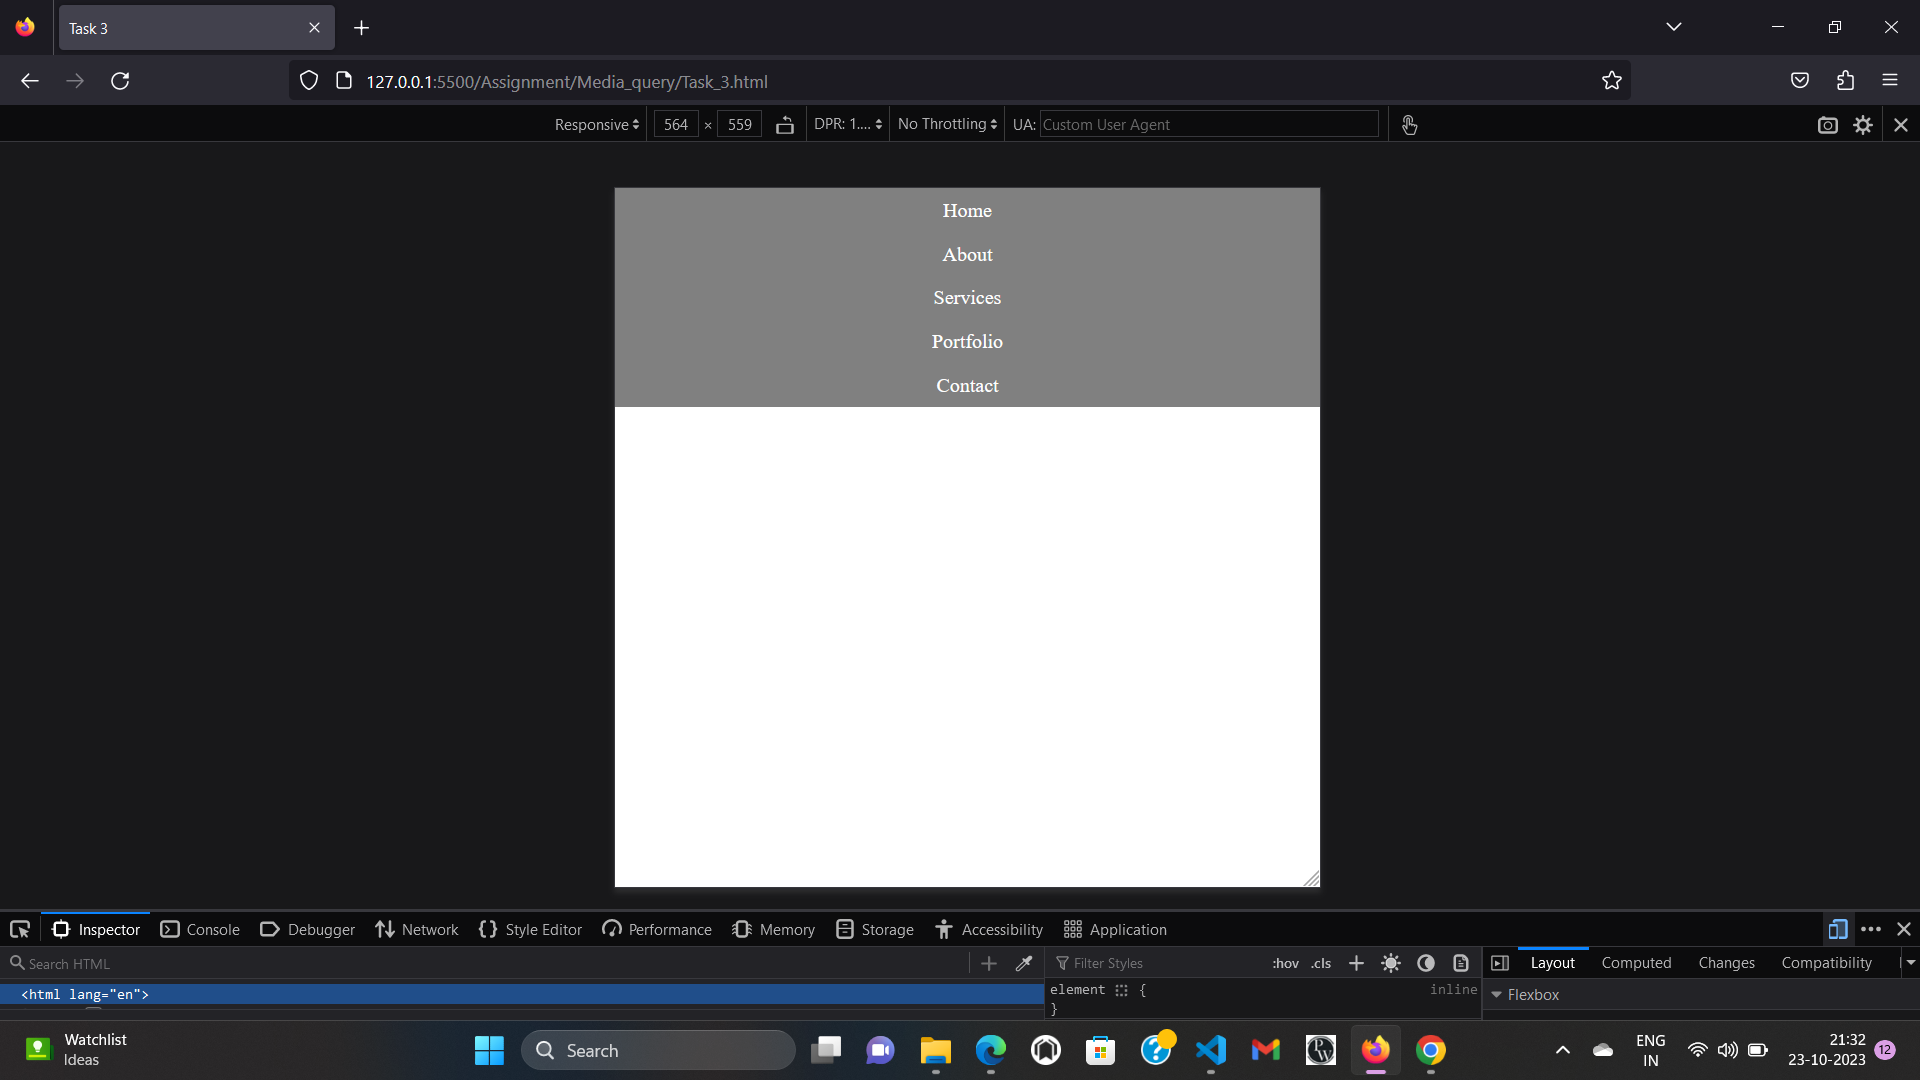 Task 3
127.0.0.1:5500/Assignment/Media_query/Task_3.html
Responsive 564 × 559 DPR: 1.... No Throttling UA: Custom User Agent
Home
About
Services
Portfolio
Contact
Inspector Console Debugger Network Style Editor Performance Memory Storage Accessibility Application
Search HTML
Filter Styles :hov .cls
Layout Computed Changes Compatibility
<html lang="en">
element { inline
}
Flexbox
Watchlist
Ideas
Search
ENG
IN
21:32
23-10-2023
12